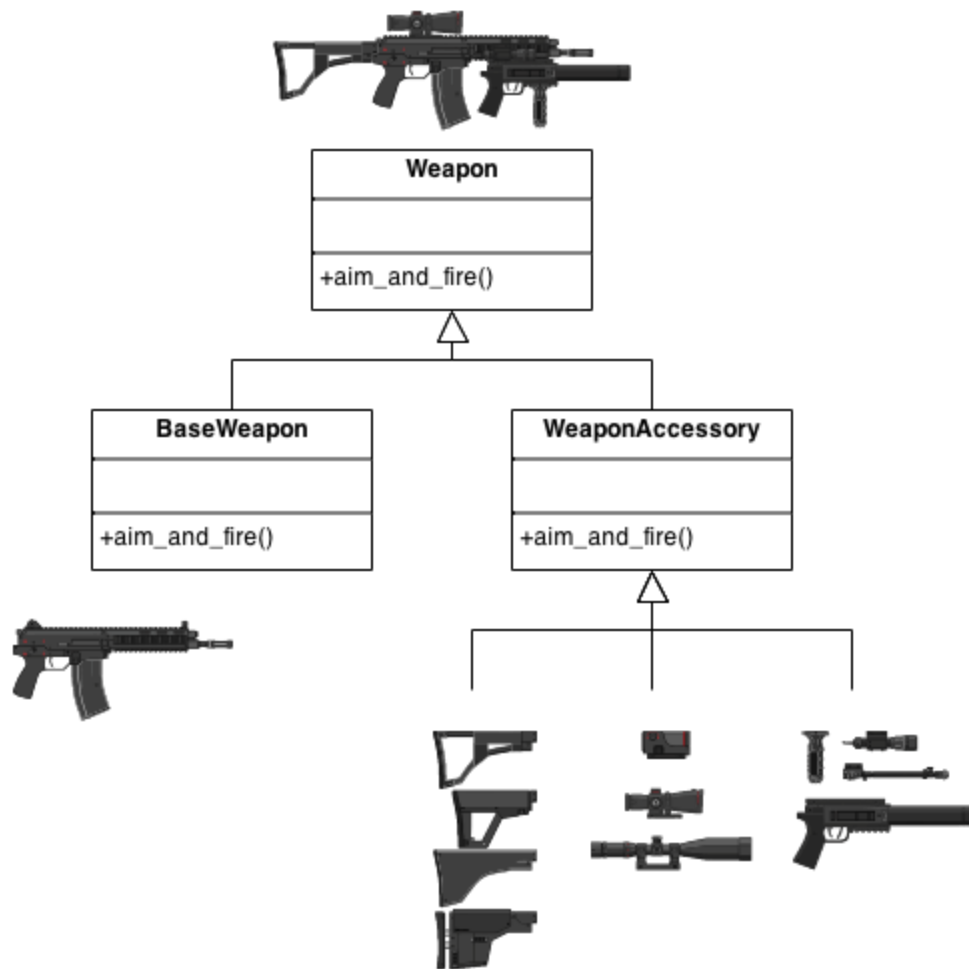 Weapon
+aim_and_fire()
BaseWeapon
+aim_and_fire()
WeaponAccessory
+aim_and_fire()